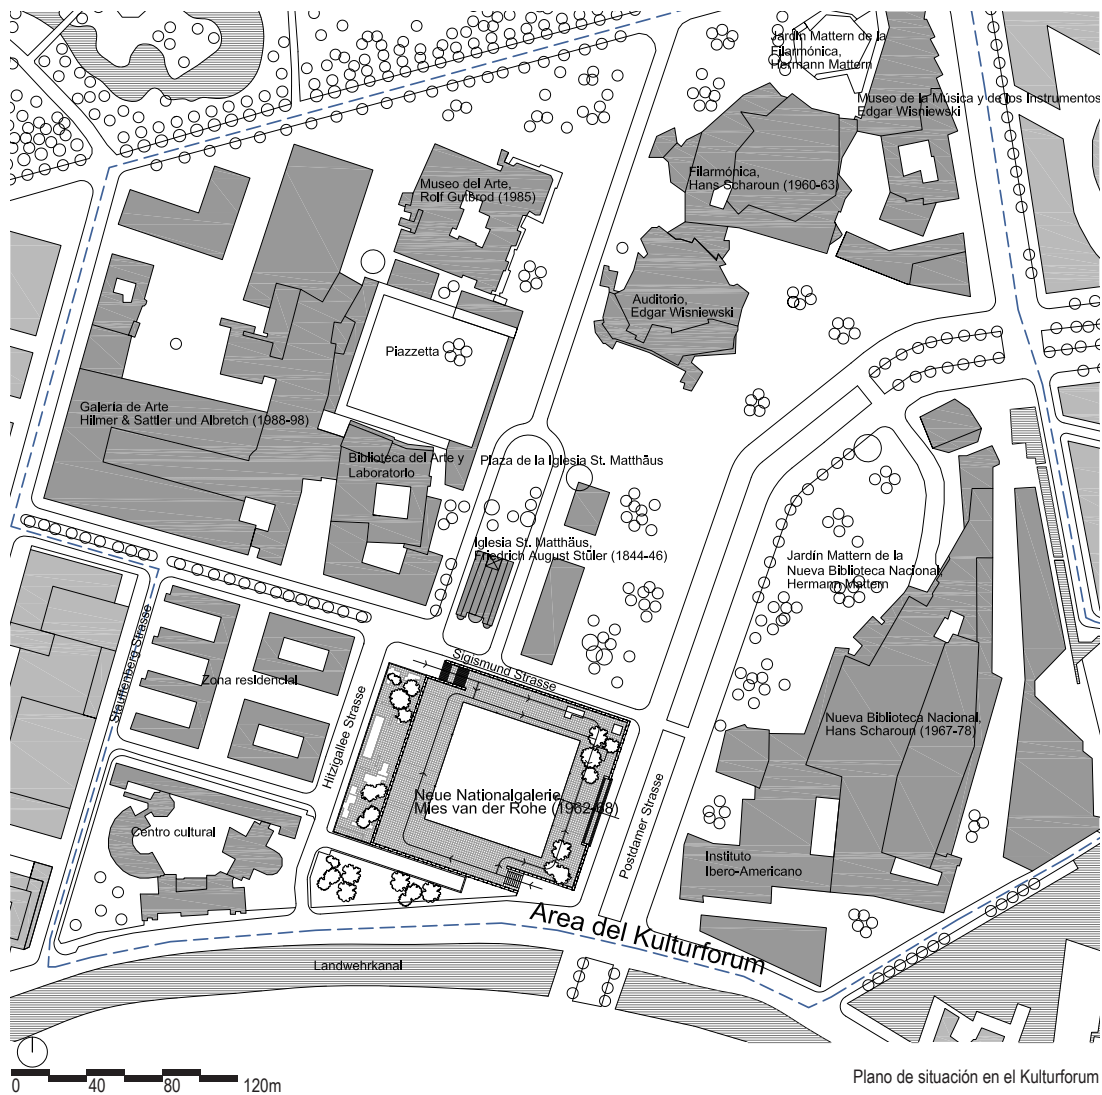 Jardín Mattern de la
Filarmónica,
Hermann Mattern
Museo de la Música y de los Instrumentos
Edgar Wisniewski
Museo del Arte,
Rolf Gutbrod (1985)
Filarmónica,
Hans Scharoun (1960-63)
Auditorio,
Edgar Wisniewski
Piazzetta
Galería de Arte
Hilmer & Sattler und Albretch (1988-98)
Biblioteca del Arte y
Laboratorio
Plaza de la Iglesia St. Matthäus
Iglesia St. Matthäus,
Friedrich August Stüler (1844-46)
Jardín Mattern de la
Nueva Biblioteca Nacional,
Hermann Mattern
Stauffenberg Strasse
Zona residencial
Sigismund Strasse
Hitzigallee Strasse
Nueva Biblioteca Nacional,
Hans Scharoun (1967-78)
Neue Nationalgalerie,
Mies van der Rohe (1962-68)
Postdamer Strasse
Centro cultural
Instituto
Ibero-Americano
Area del Kulturforum
Landwehrkanal
0 40 80 120m
Plano de situación en el Kulturforum